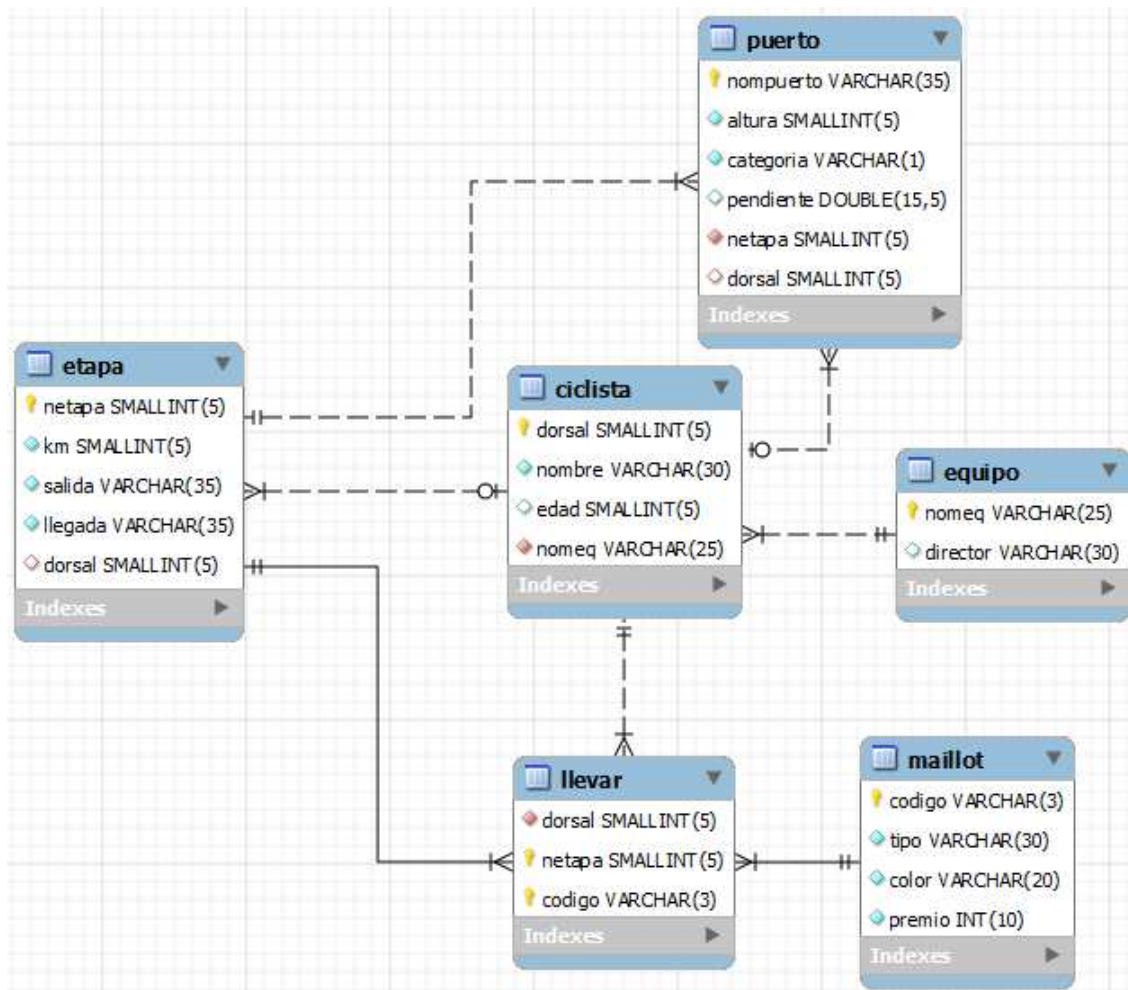 puerto
nompuerto VARCHAR(35)
altura SMALLINT(5)
categoria VARCHAR(1)
pendiente DOUBLE(15,5)
netapa SMALLINT(5)
dorsal SMALLINT(5)
Indexes
etapa
netapa SMALLINT(5)
km SMALLINT(5)
salida VARCHAR(35)
llegada VARCHAR(35)
dorsal SMALLINT(5)
Indexes
ciclista
dorsal SMALLINT(5)
nombre VARCHAR(30)
edad SMALLINT(5)
nomeq VARCHAR(25)
Indexes
equipo
nomeq VARCHAR(25)
director VARCHAR(30)
Indexes
llevar
dorsal SMALLINT(5)
netapa SMALLINT(5)
codigo VARCHAR(3)
Indexes
maillot
codigo VARCHAR(3)
tipo VARCHAR(30)
color VARCHAR(20)
premio INT(10)
Indexes